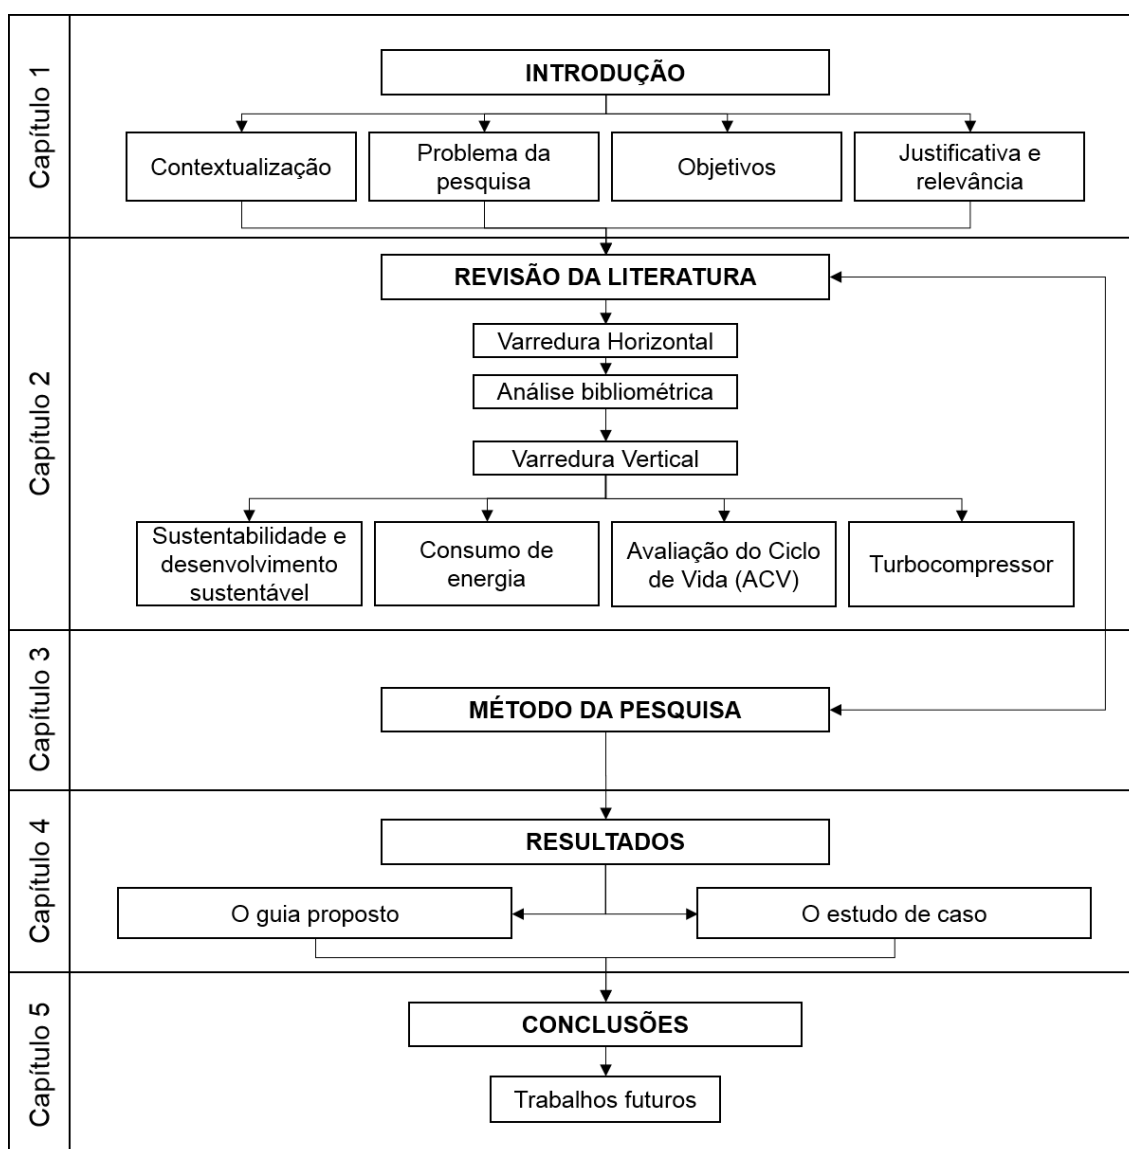 Capítulo 1
INTRODUÇÃO
Contextualização
Problema da
pesquisa
Objetivos
Justificativa e
relevância
Capítulo 2
REVISÃO DA LITERATURA
Varredura Horizontal
Análise bibliométrica
Varredura Vertical
Sustentabilidade e
desenvolvimento
sustentável
Consumo de
energia
Avaliação do Ciclo
de Vida (ACV)
Turbocompressor
Capítulo 3
MÉTODO DA PESQUISA
Capítulo 4
RESULTADOS
O guia proposto
O estudo de caso
Capítulo 5
CONCLUSÕES
Trabalhos futuros